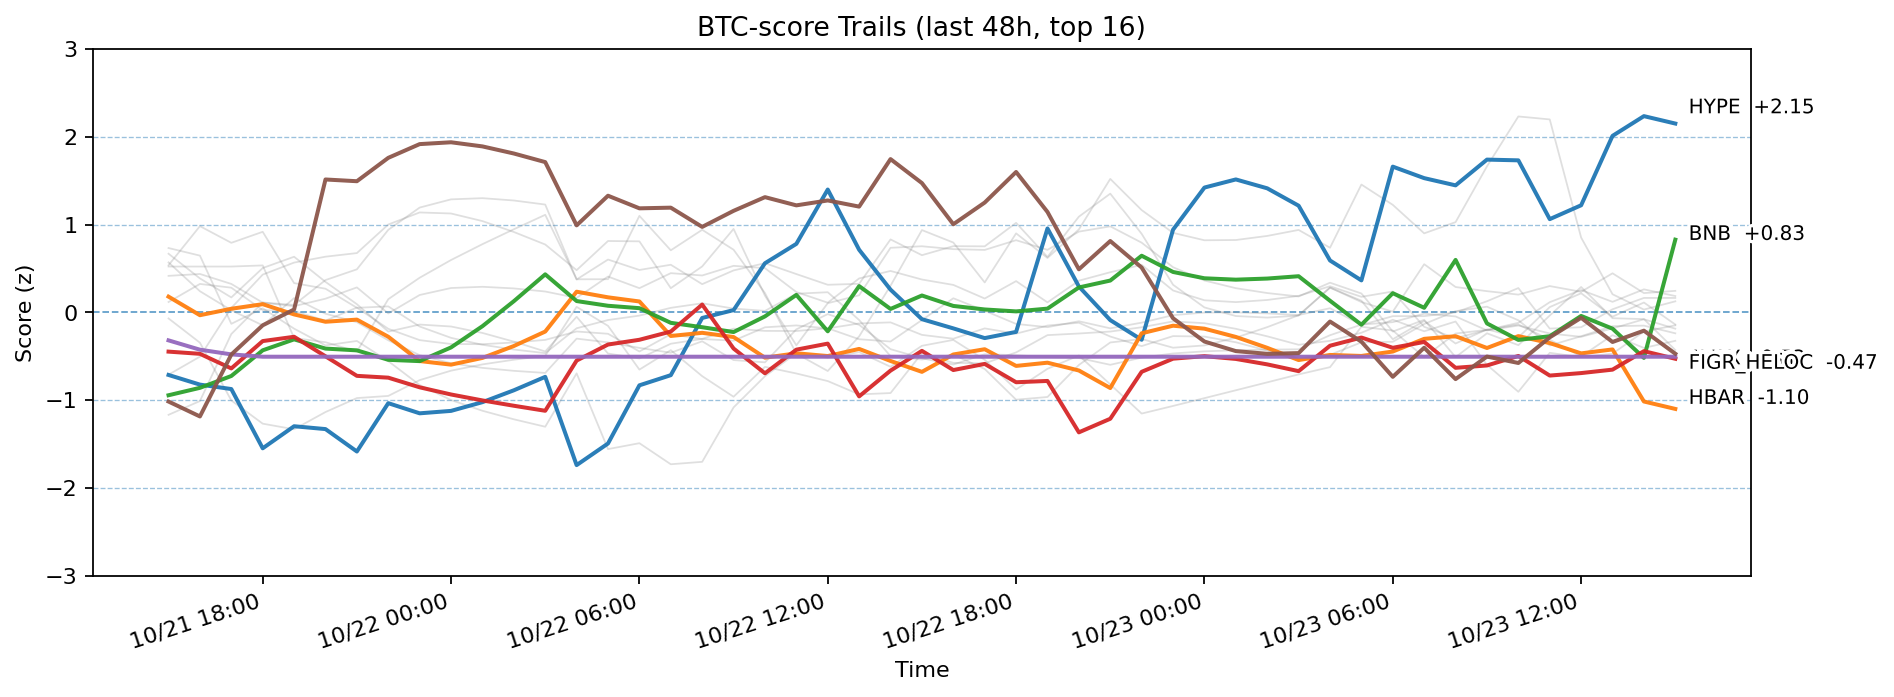 BTC-score Trails (last 48h, top 16)
Score (z)
3
2
1
0
−1
−2
−3
HYPE +2.15
BNB +0.83
FIGR_HELOC -0.47
HBAR -1.10
10/21 18:00
10/22 00:00
10/22 06:00
10/22 12:00
10/22 18:00
10/23 00:00
10/23 06:00
10/23 12:00
Time